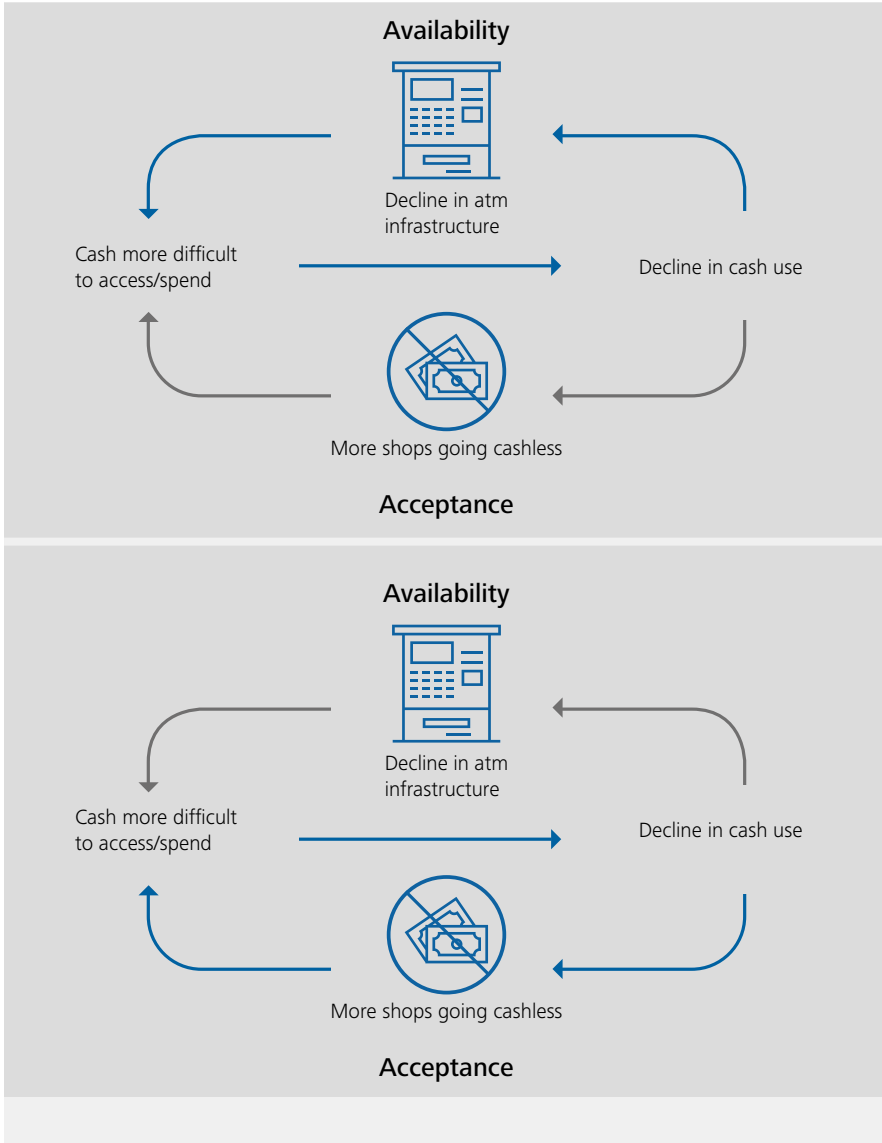 Availability
Decline in atm
infrastructure
Cash more difficult
to access/spend
Decline in cash use
More shops going cashless
Acceptance
Availability
Decline in atm
infrastructure
Cash more difficult
to access/spend
Decline in cash use
More shops going cashless
Acceptance